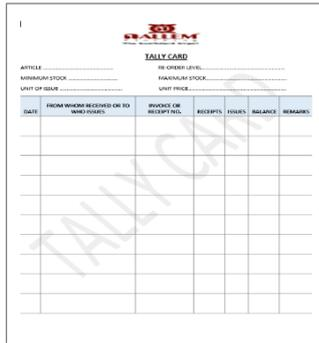 TALLY CARD
ARTICLE ........................ RE-ORDER LEVEL........................
MINIMUM STOCK ........................ MAXIMUM STOCK........................
UNIT OF ISSUE ........................ UNIT PRICE........................
DATE FROM WHOM RECEIVED OR TO WHO ISSUES INVOICE OR RECEIPT NO. RECEIPTS ISSUES BALANCE REMARKS
TALLY CARD